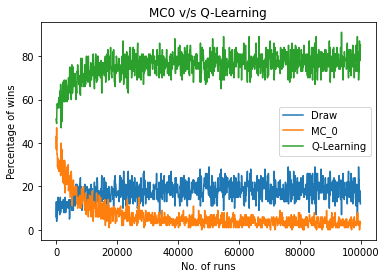 MC0 v/s Q-Learning
Percentage of wins
80
60
40
20
0
Draw
MC_0
Q-Learning
0
20000
40000
60000
80000
100000
No. of runs